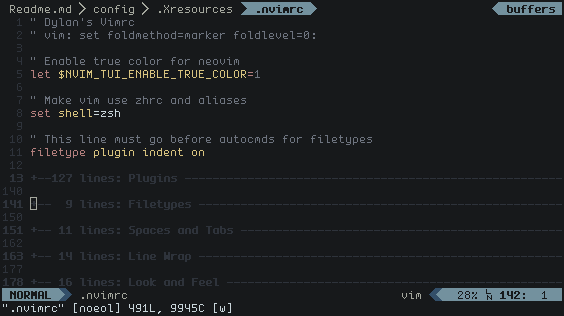 Readme.md > config > .Xresources > .nvimrc buffers
1 " Dylan's Vimrc
2 " vim: set foldmethod=marker foldlevel=0:
3
4 " Enable true color for neovim
5 let $NVIM_TUI_ENABLE_TRUE_COLOR=1
6
7 " Make vim use zhrc and aliases
8 set shell=zsh
9
10 " This line must go before autocmds for filetypes
11 filetype plugin indent on
12
13 +--127 lines: Plugins ----------------------------------------------------
140
141 +--  9 lines: Filetypes --------------------------------------------------
150
151 +-- 11 lines: Spaces and Tabs --------------------------------------------
162
163 +-- 14 lines: Line Wrap --------------------------------------------------
177
178 +-- 16 lines: Look and Feel ----------------------------------------------
NORMAL .nvimrc vim 28% LN 142: 1
".nvimrc" [noeol] 491L, 9945C [w]